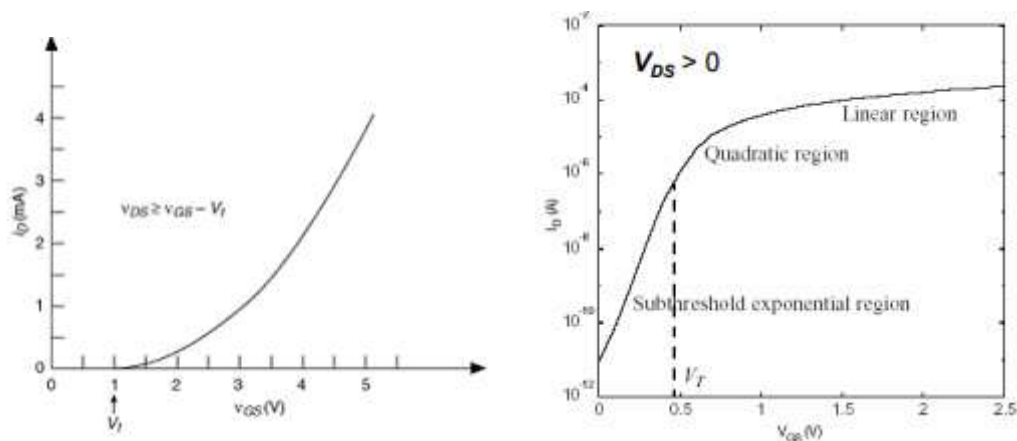 4
3
2
1
0
i_D(mA)
v_DS ≥ v_GS – V_t
0 1 2 3 4 5
v_GS(V)
V_t
10^-2
10^-4
10^-6
10^-8
10^-10
10^-12
I_D (A)
V_DS > 0
Linear region
Quadratic region
Subthreshold exponential region
V_T
0 0.5 1 1.5 2 2.5
V_GS(V)